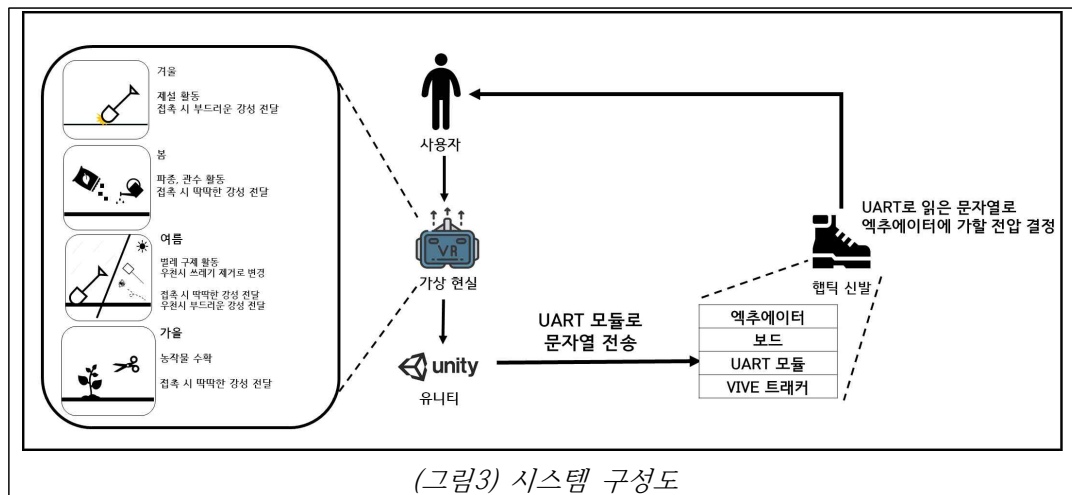 겨울
제설 활동
접촉 시 부드러운 강성 전달
봄
파종, 관수 활동
접촉 시 딱딱한 강성 전달
여름
벌레 구제 활동
우천시 쓰레기 제거로 변경
접촉 시 딱딱한 강성 전달
우천시 부드러운 강성 전달
가을
농작물 수확
접촉 시 딱딱한 강성 전달
사용자
VR
가상 현실
unity
유니티
UART 모듈로
문자열 전송
UART로 읽은 문자열로
엑추에이터에 가할 전압 결정
햅틱 신발
엑추에이터
보드
UART 모듈
VIVE 트래커
(그림3) 시스템 구성도